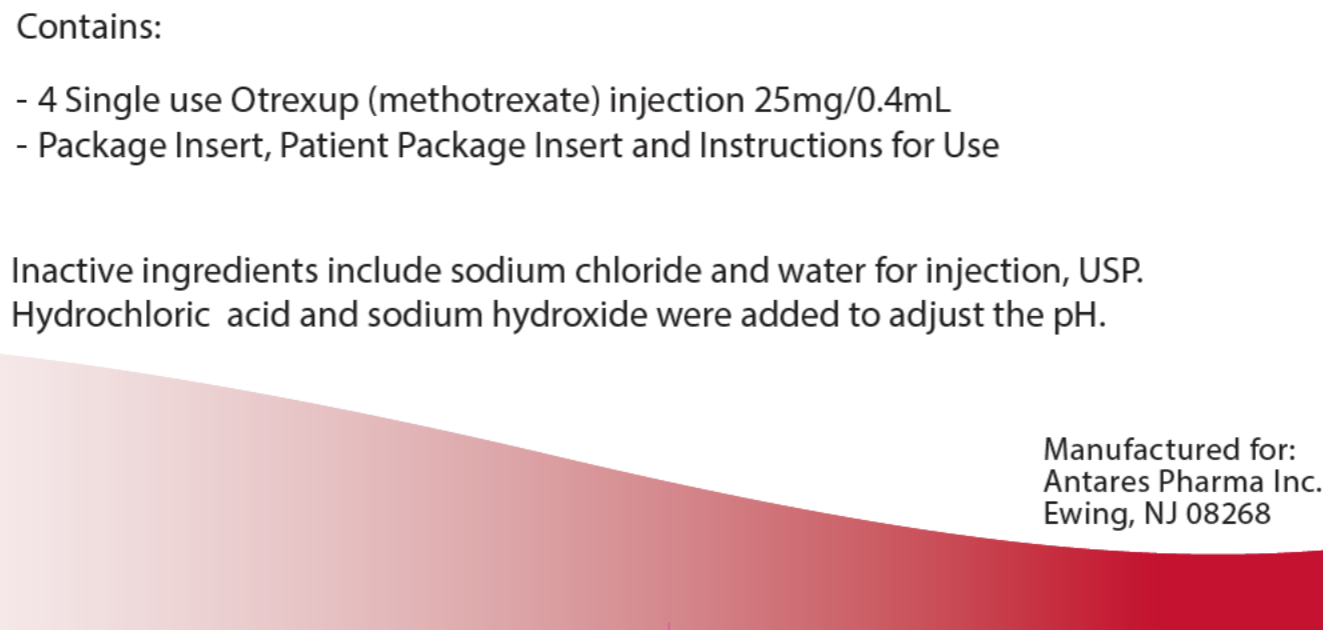 Contains:
- 4 Single use Otrexup (methotrexate) injection 25mg/0.4mL
- Package Insert, Patient Package Insert and Instructions for Use
Inactive ingredients include sodium chloride and water for injection, USP.
Hydrochloric  acid and sodium hydroxide were added to adjust the pH.
Manufactured for:
Antares Pharma Inc.
Ewing, NJ 08268